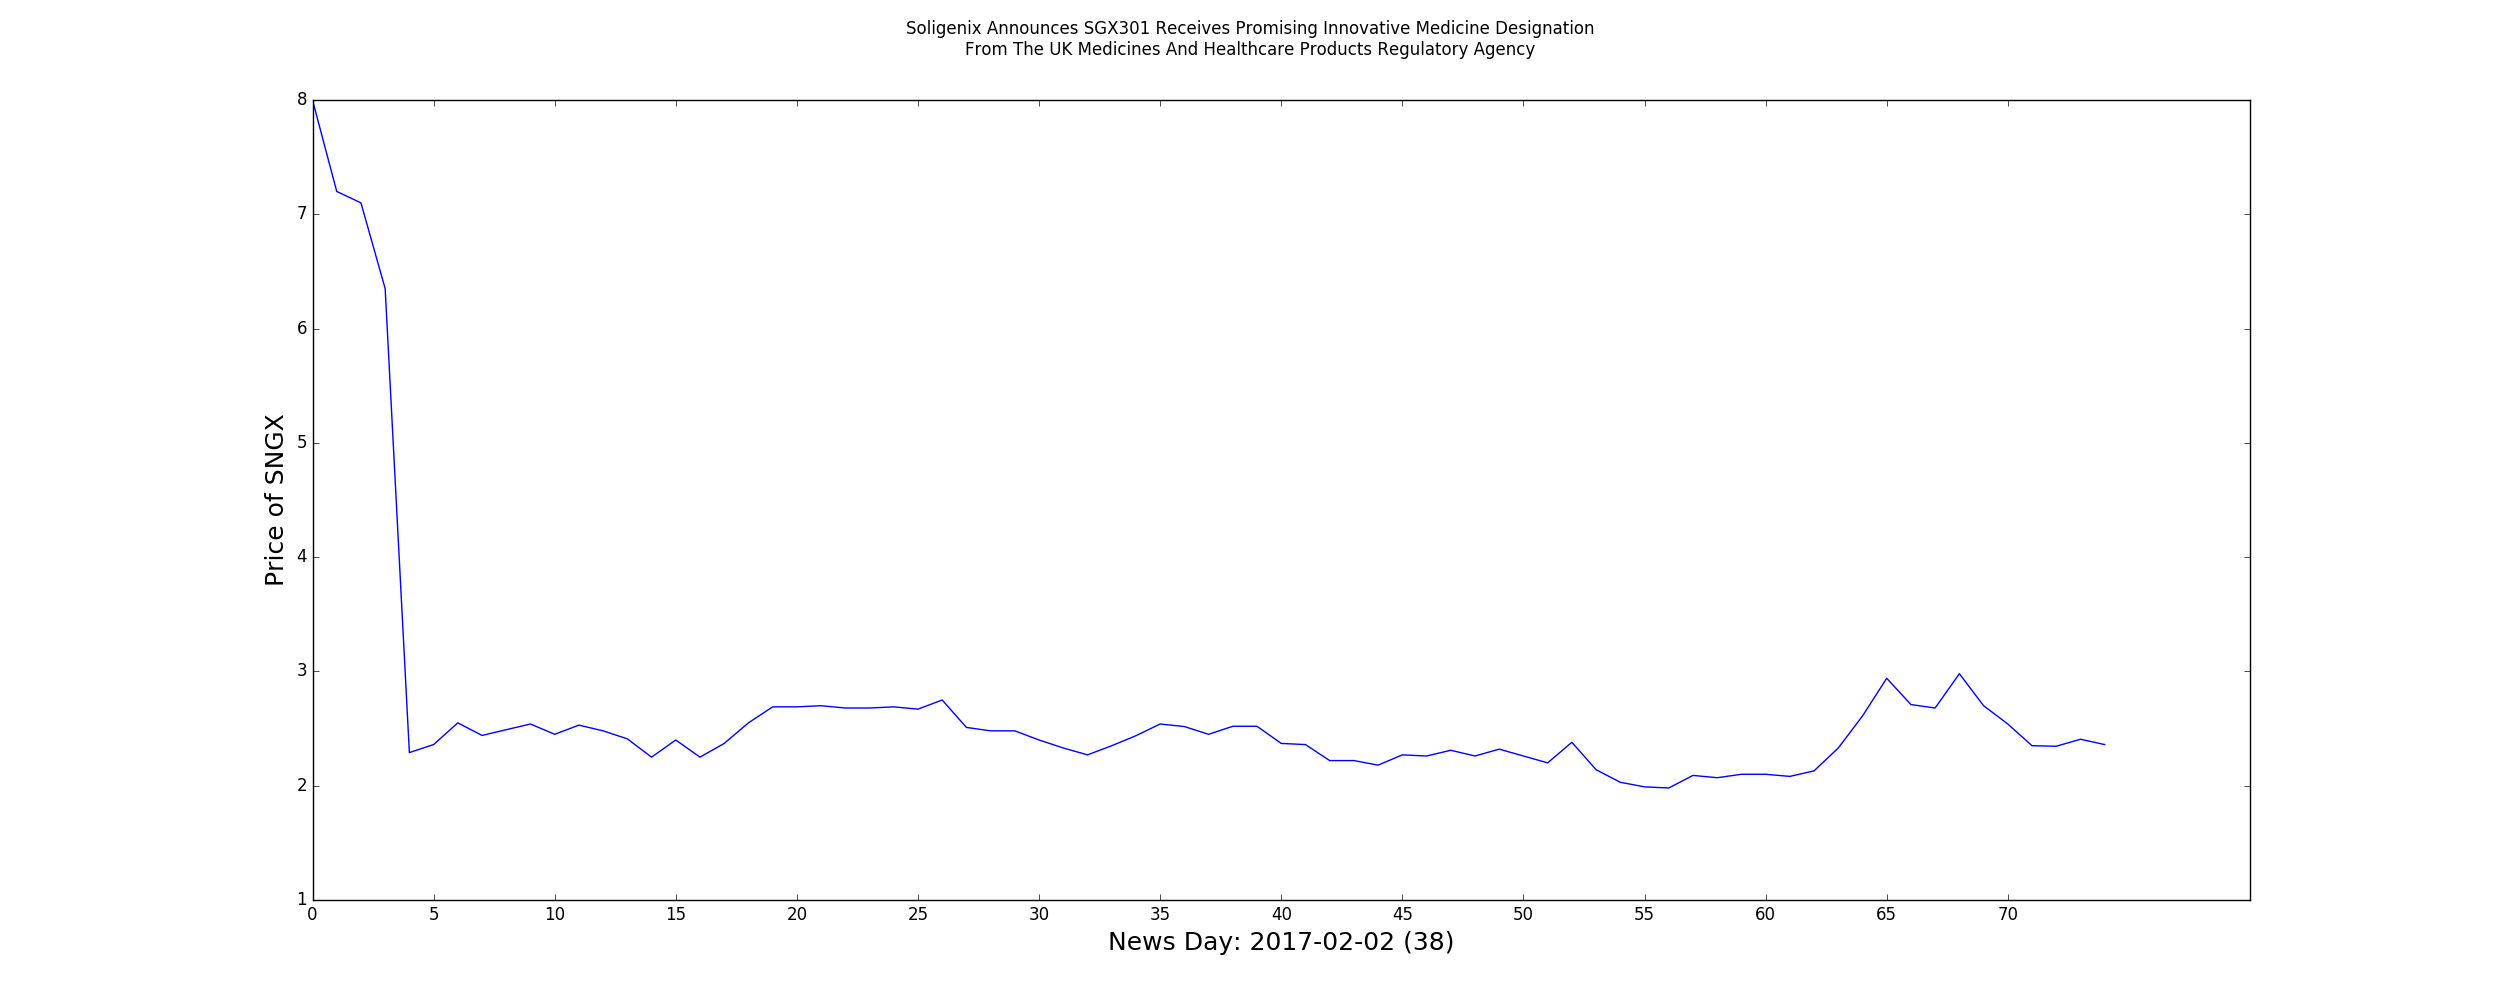 Soligenix Announces SGX301 Receives Promising Innovative Medicine Designation
From The UK Medicines And Healthcare Products Regulatory Agency
8
7
6
5
4
3
2
1
Price of SNGX
0 5 10 15 20 25 30 35 40 45 50 55 60 65 70
News Day: 2017-02-02 (38)